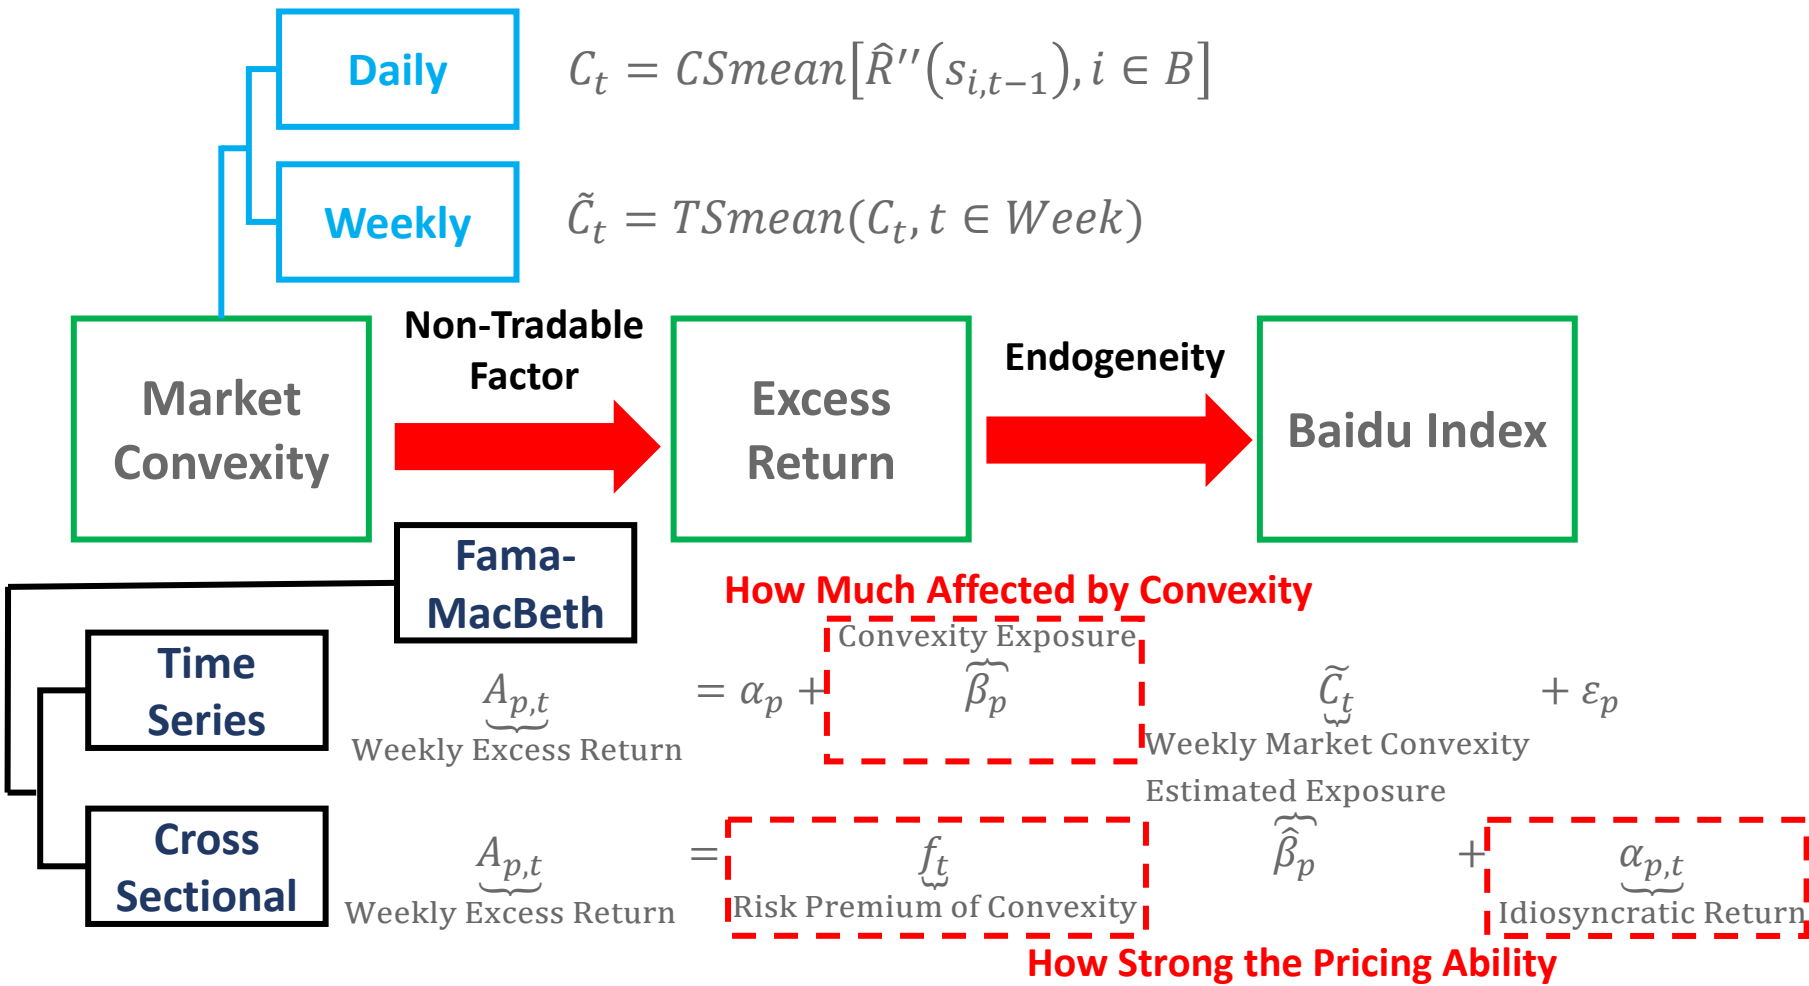 Daily
C_t = CSmean[R̂′′(s_{i,t−1}), i ∈ B]
Weekly
C̃_t = TSmean(C_t, t ∈ Week)
Market
Convexity
Non-Tradable
Factor
Excess
Return
Endogeneity
Baidu Index
Fama-
MacBeth
How Much Affected by Convexity
Time
Series
Convexity Exposure
A_{p,t} = α_p + β_p C̃_t + ε_p
Weekly Excess Return
Weekly Market Convexity
Cross
Sectional
Estimated Exposure
A_{p,t} = f_t β̂_p + α_{p,t}
Weekly Excess Return
Risk Premium of Convexity
Idiosyncratic Return
How Strong the Pricing Ability